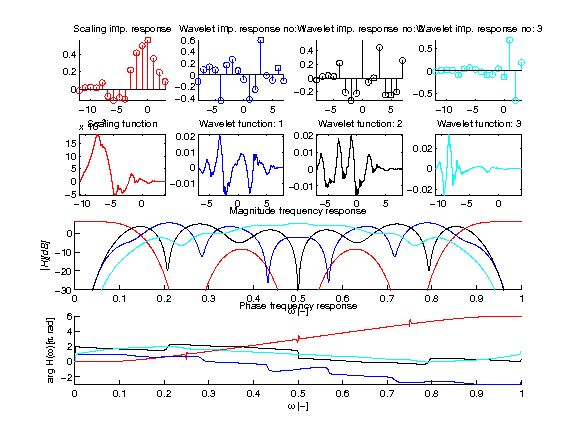 Scaling imp. response
Wavelet imp. response no: 1
Wavelet imp. response no: 2
Wavelet imp. response no: 3
0.4
0.2
0
−10 −5 0
0.6
0.4
0.2
0
−0.2
−0.4
−5 0 5
0.4
0.2
0
−0.2
−5 0 5
0.5
0
−0.5
−10 −5 0
Scaling function
Wavelet function: 1
Wavelet function: 2
Wavelet function: 3
15
10
5
0
−5
−10 −5 0
0.02
0.01
0
−0.01
−5 0 5
0.02
0.01
0
−0.01
−5 0 5
0.02
0
−0.02
−10 −5 0
Magnitude frequency response
|H|[dB]
0
−10
−20
−30
0 0.1 0.2 0.3 0.4 0.5 0.6 0.7 0.8 0.9 1
ω [−]
Phase frequency response
arg H(ω)[π rad]
6
4
2
0
−2
0 0.1 0.2 0.3 0.4 0.5 0.6 0.7 0.8 0.9 1
ω [−]